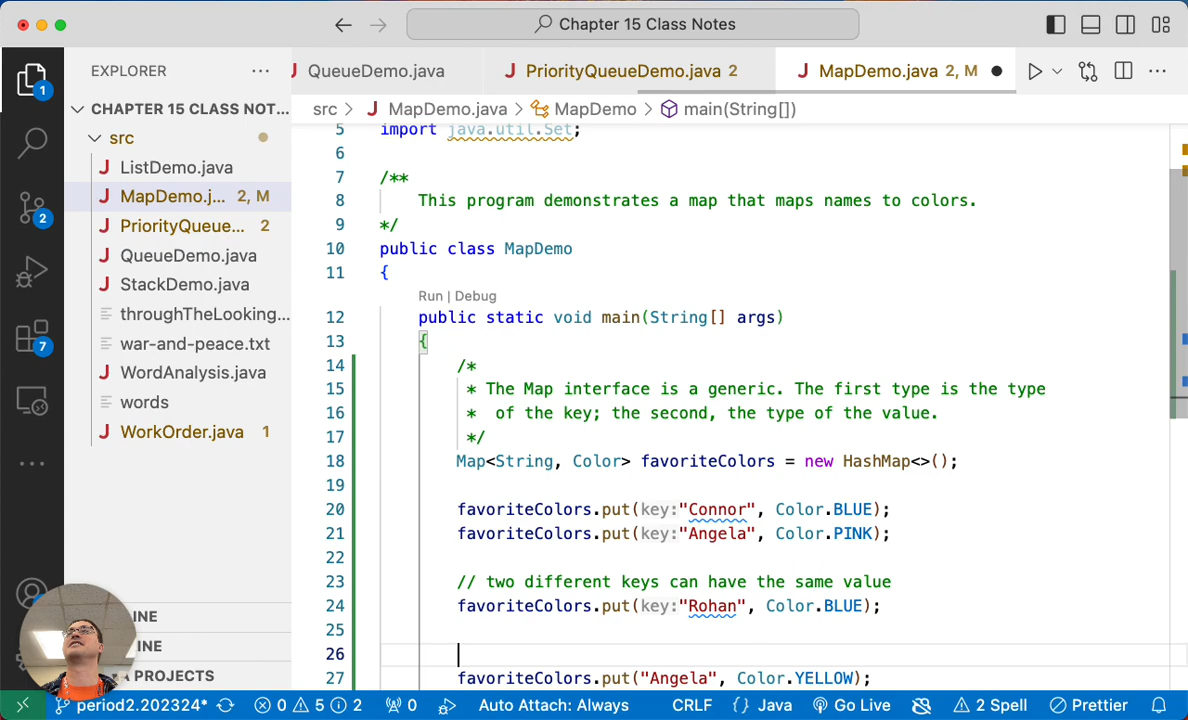 Chapter 15 Class Notes
EXPLORER
QueueDemo.java
PriorityQueueDemo.java 2
MapDemo.java 2, M
CHAPTER 15 CLASS NOT...
src > MapDemo.java > MapDemo > main(String[])
src
ListDemo.java
MapDemo.j... 2, M
PriorityQueue... 2
QueueDemo.java
StackDemo.java
throughTheLooking...
war-and-peace.txt
WordAnalysis.java
words
WorkOrder.java 1
INE
INE
PROJECTS
1
2
7
5 import java.util.Set;
6
7 /**
8 This program demonstrates a map that maps names to colors.
9 */
10 public class MapDemo
11 {
Run | Debug
12 public static void main(String[] args)
13 {
14 /*
15 * The Map interface is a generic. The first type is the type
16 * of the key; the second, the type of the value.
17 */
18 Map<String, Color> favoriteColors = new HashMap<>();
19
20 favoriteColors.put(key:"Connor", Color.BLUE);
21 favoriteColors.put(key:"Angela", Color.PINK);
22
23 // two different keys can have the same value
24 favoriteColors.put(key:"Rohan", Color.BLUE);
25
26
27 favoriteColors.put("Angela", Color.YELLOW);
period2.202324* 0 5 2 0 Auto Attach: Always CRLF {} Java Go Live 2 Spell Prettier